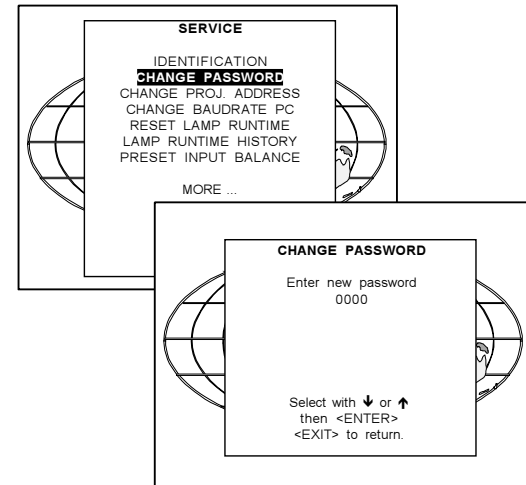 SERVICE
IDENTIFICATION
CHANGE PASSWORD
CHANGE PROJ. ADDRESS
CHANGE BAUDRATE PC
RESET LAMP RUNTIME
LAMP RUNTIME HISTORY
PRESET INPUT BALANCE
MORE ...
CHANGE PASSWORD
Enter new password
0000
Select with ↓ or ↑
then <ENTER>
<EXIT> to return.